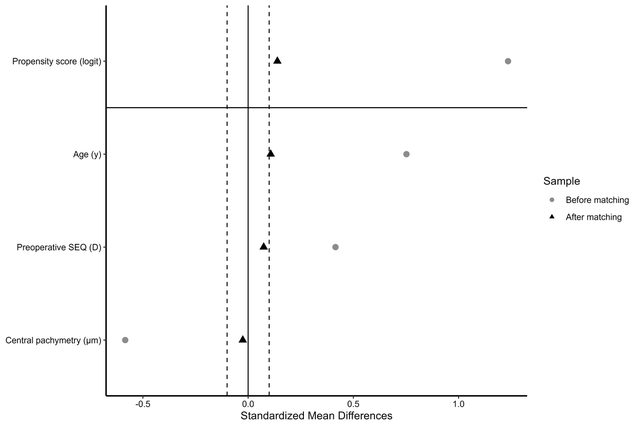 Propensity score (logit)
Age (y)
Preoperative SEQ (D)
Central pachymetry (µm)
-0.5
0.0
0.5
1.0
Standardized Mean Differences
Sample
Before matching
After matching